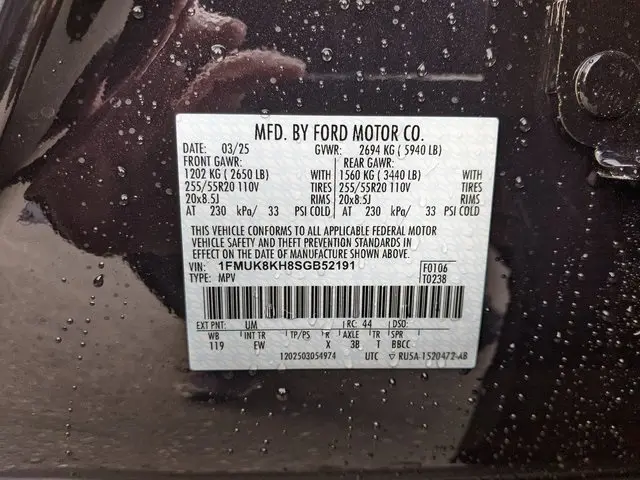 MFD. BY FORD MOTOR CO.
DATE: 03/25 GVWR: 2694 KG ( 5940 LB)
FRONT GAWR: REAR GAWR:
1202 KG ( 2650 LB) WITH 1560 KG ( 3440 LB) WITH
255/55R20 110V TIRES 255/55R20 110V TIRES
20x8.5J RIMS 20x8.5J RIMS
AT 230 kPa/ 33 PSI COLD AT 230 kPa/ 33 PSI COLD
THIS VEHICLE CONFORMS TO ALL APPLICABLE FEDERAL MOTOR
VEHICLE SAFETY AND THEFT PREVENTION STANDARDS IN
EFFECT ON THE DATE OF MANUFACTURE SHOWN ABOVE.
VIN: 1FMUK8KH8SGB52191 F0106
TYPE: MPV T0238
EXT PNT: UM RC: 44 DSO:
WB INT TR TP/PS R AXLE TR SPR
119 EW X 3B T BBCC
1202503054974 UTC ▽ RU5A-1520472-AB